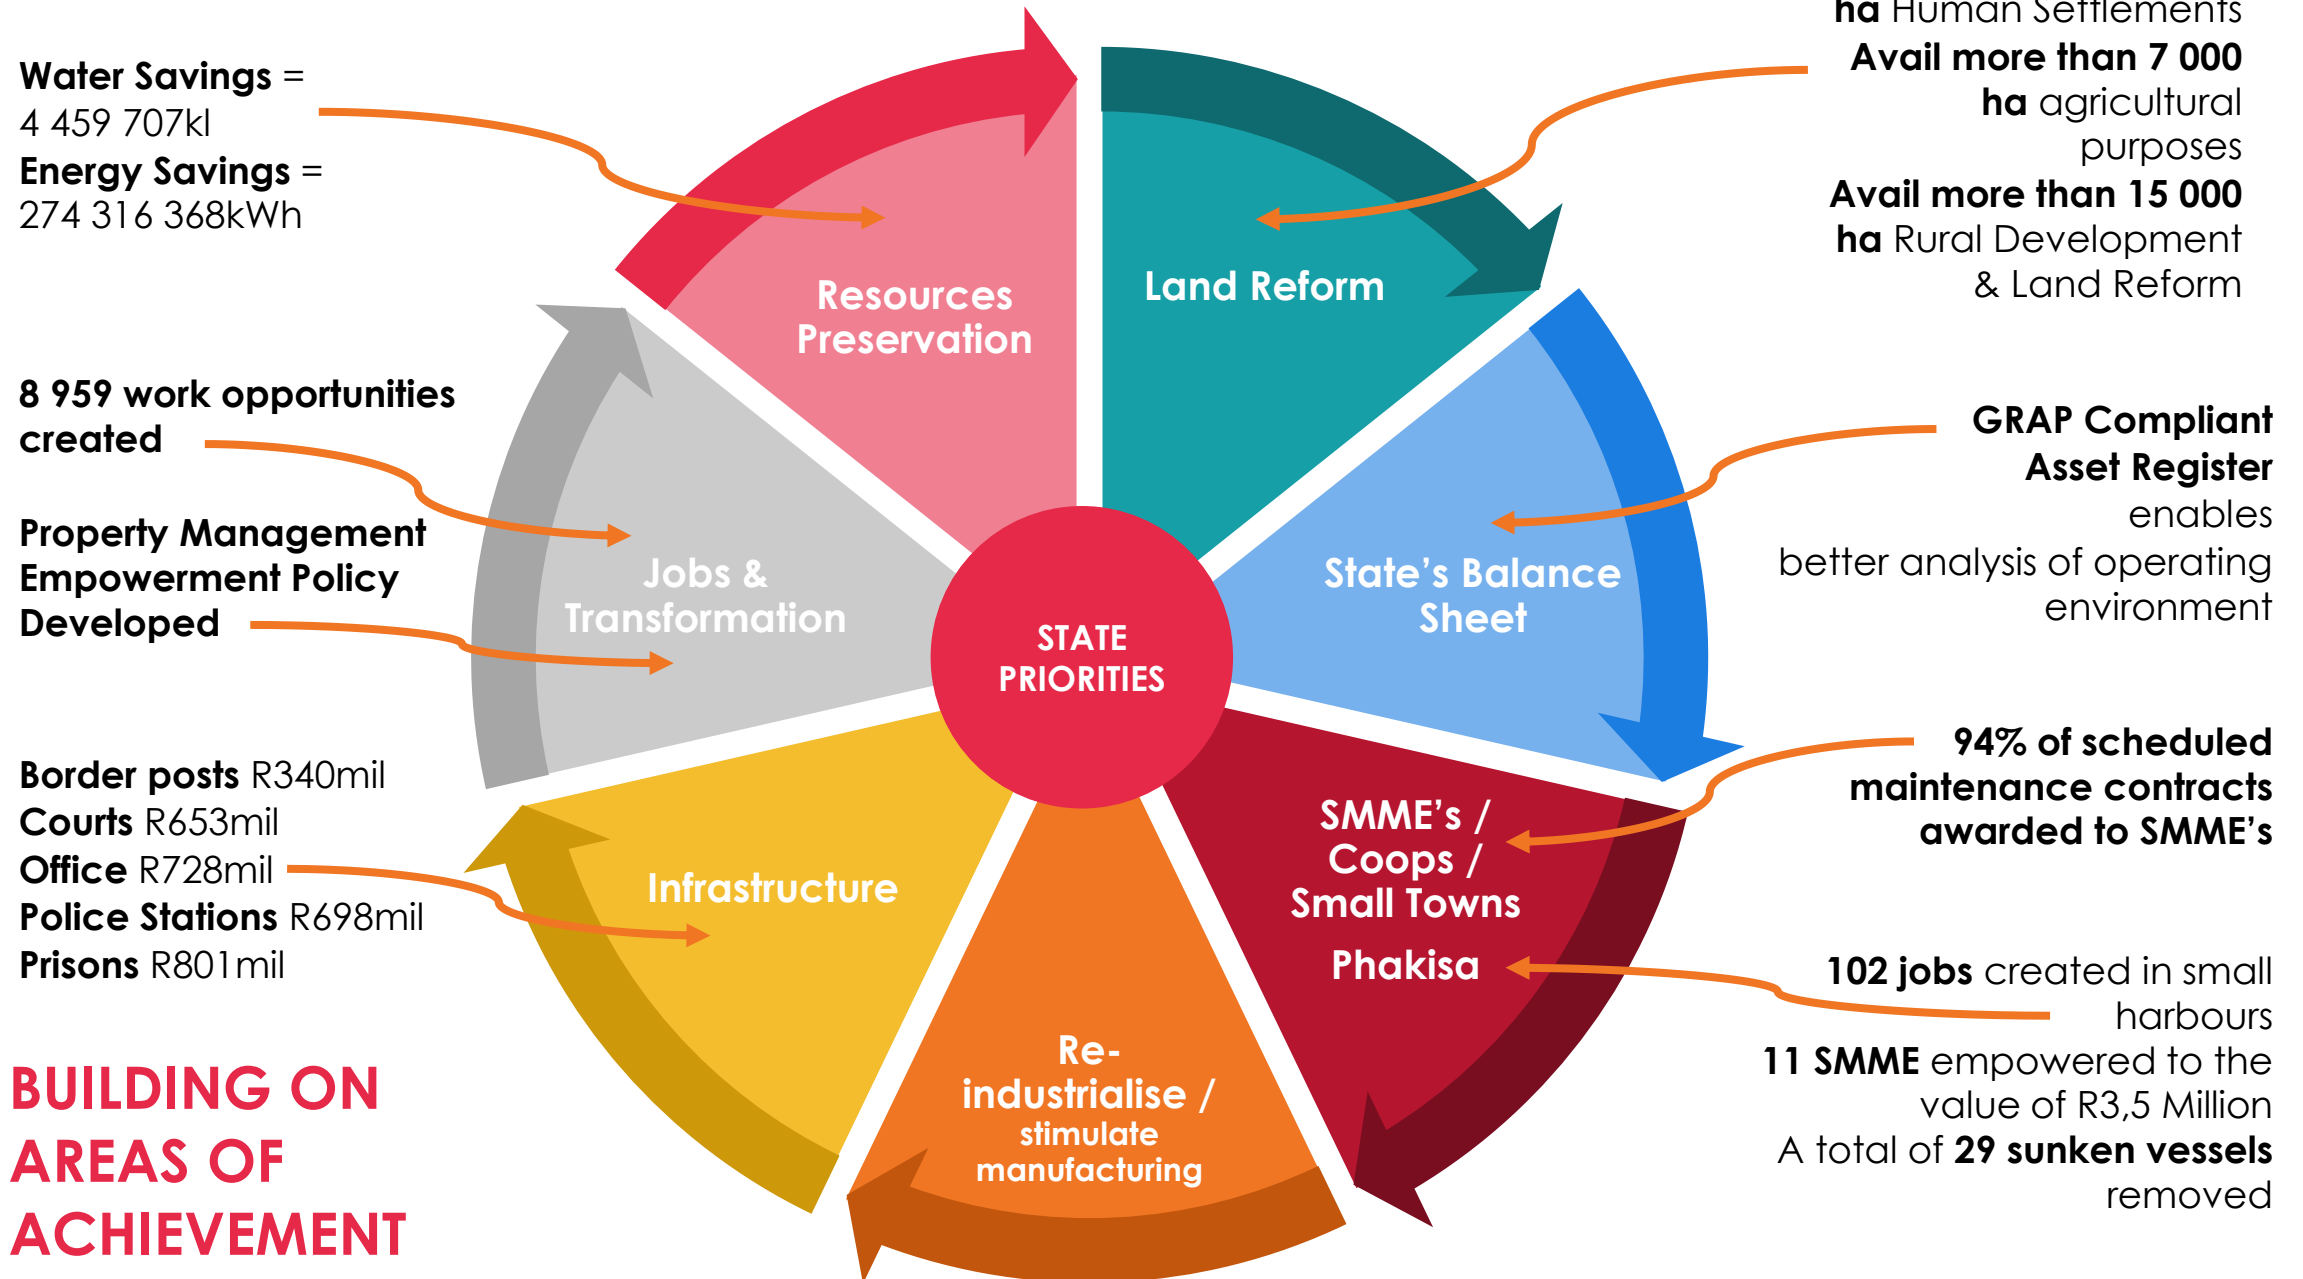 Water Savings =
4 459 707kl
Energy Savings =
274 316 368kWh
8 959 work opportunities
created
Property Management
Empowerment Policy
Developed
Border posts R340mil
Courts R653mil
Office R728mil
Police Stations R698mil
Prisons R801mil
BUILDING ON
AREAS OF
ACHIEVEMENT
Resources
Preservation
Land Reform
Jobs &
Transformation
State's Balance
Sheet
STATE
PRIORITIES
Infrastructure
SMME's /
Coops /
Small Towns
Phakisa
Re-
industrialise /
stimulate
manufacturing
ha Human Settlements
Avail more than 7 000
ha agricultural
purposes
Avail more than 15 000
ha Rural Development
& Land Reform
GRAP Compliant
Asset Register
enables
better analysis of operating
environment
94% of scheduled
maintenance contracts
awarded to SMME's
102 jobs created in small
harbours
11 SMME empowered to the
value of R3,5 Million
A total of 29 sunken vessels
removed